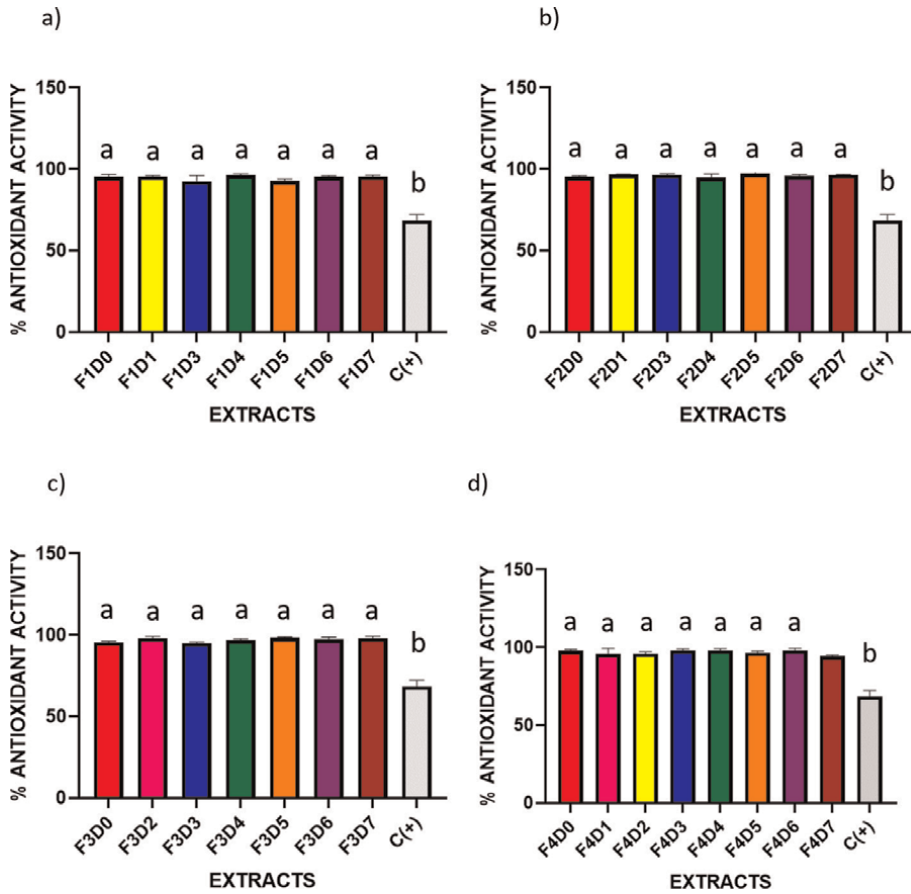 a)
% ANTIOXIDANT ACTIVITY
150
100
50
0
a a a a a a a b
F1D0 F1D1 F1D3 F1D4 F1D5 F1D6 F1D7 C(+)
EXTRACTS
b)
% ANTIOXIDANT ACTIVITY
150
100
50
0
a a a a a a a b
F2D0 F2D1 F2D3 F2D4 F2D5 F2D6 F2D7 C(+)
EXTRACTS
c)
% ANTIOXIDANT ACTIVITY
150
100
50
0
a a a a a a a b
F3D0 F3D2 F3D3 F3D4 F3D5 F3D6 F3D7 C(+)
EXTRACTS
d)
% ANTIOXIDANT ACTIVITY
150
100
50
0
a a a a a a a b
F4D0 F4D1 F4D2 F4D3 F4D4 F4D5 F4D6 F4D7 C(+)
EXTRACTS